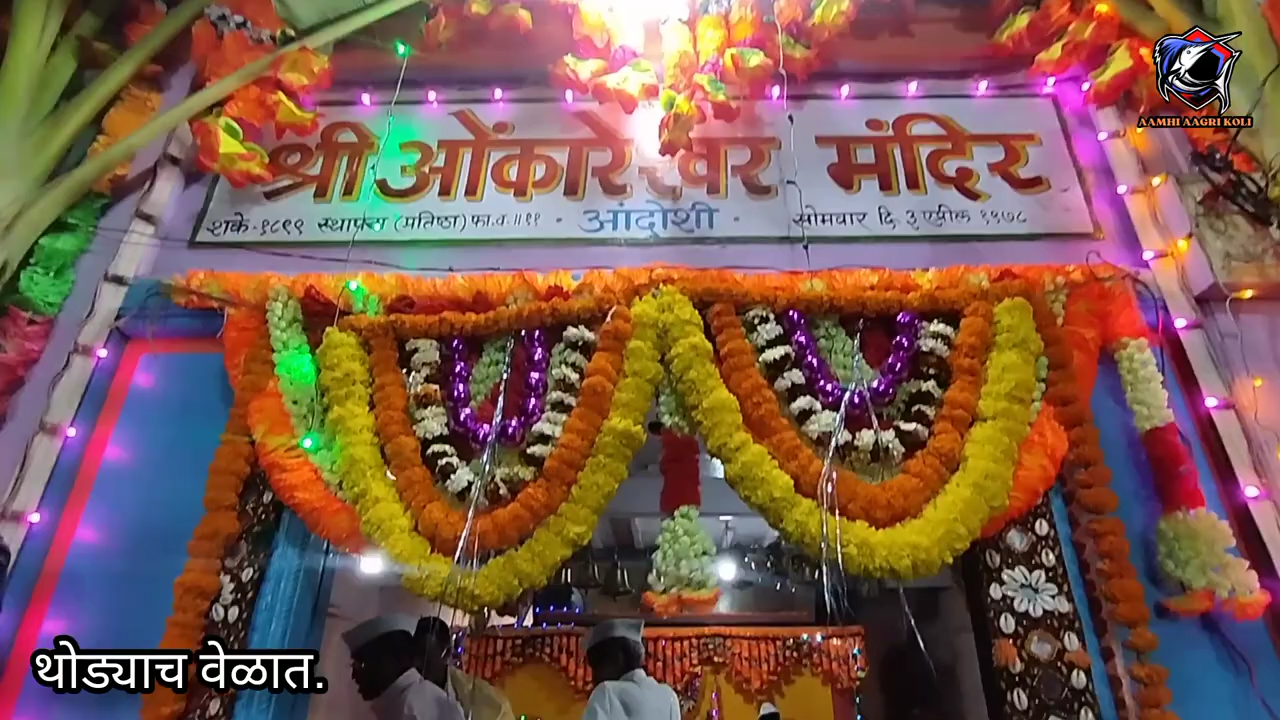 AAMHI AAGRI KOLI
श्री ओंकारेश्वर मंदिर
शके-१८९९ स्थापना (प्रतिष्ठा) फा.व.॥११ · आंदोशी · सोमवार दि. ३ एप्रील १९७८
थोड्याच वेळात.